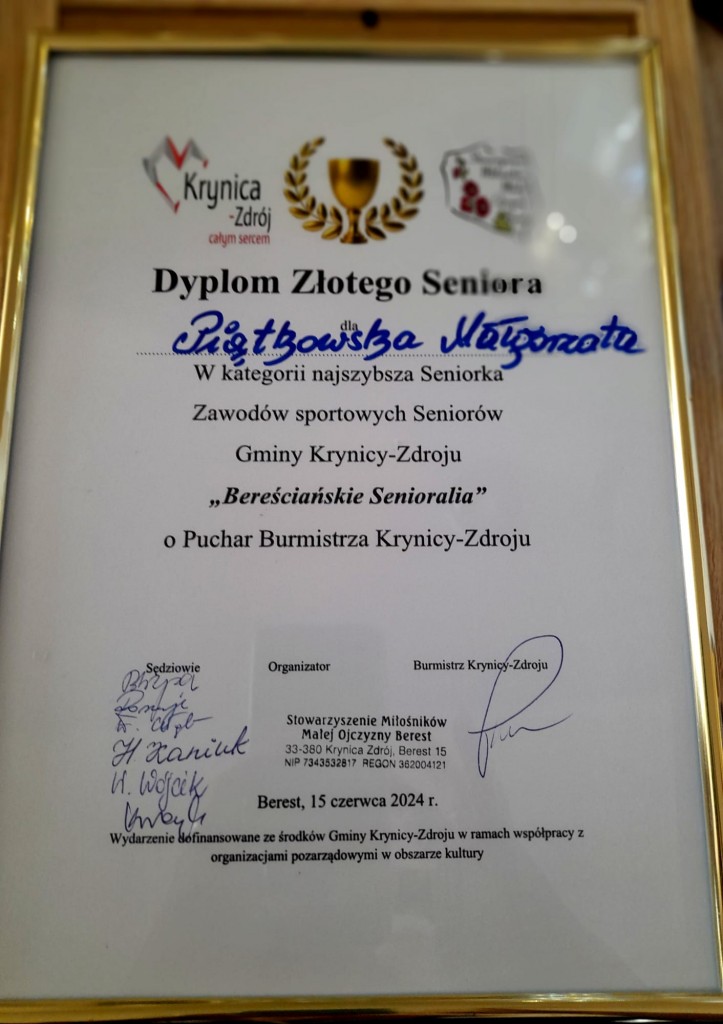 Krynica
-Zdrój
całym sercem
Dyplom Złotego Seniora
dla
Piątkowska Małgorzata
W kategorii najszybsza Seniorka
Zawodów sportowych Seniorów
Gminy Krynicy-Zdroju
„Bereściańskie Senioralia”
o Puchar Burmistrza Krynicy-Zdroju
Sędziowie Organizator Burmistrz Krynicy-Zdroju
H. Wójcik
Stowarzyszenie Miłośników
Małej Ojczyzny Berest
33-380 Krynica Zdrój, Berest 15
NIP 7343532817 REGON 362004121
Berest, 15 czerwca 2024 r.
Wydarzenie dofinansowane ze środków Gminy Krynicy-Zdroju w ramach współpracy z
organizacjami pozarządowymi w obszarze kultury